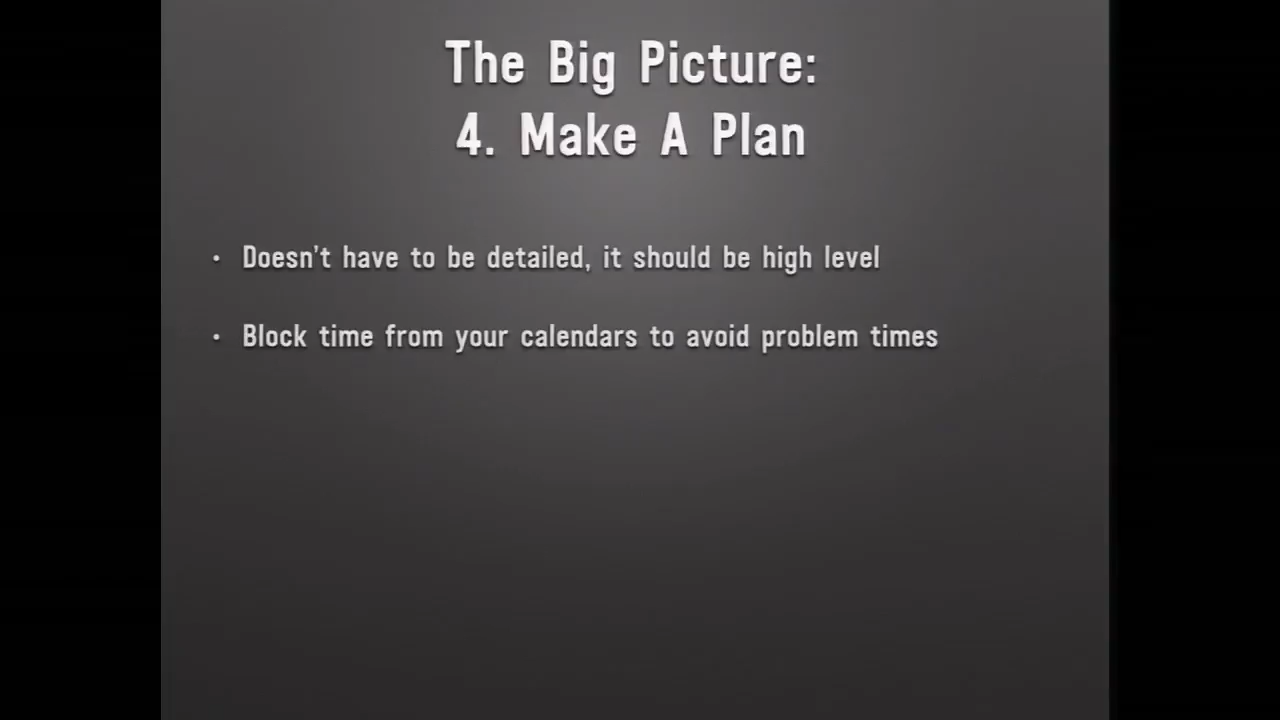 The Big Picture:
4. Make A Plan
• Doesn't have to be detailed, it should be high level
• Block time from your calendars to avoid problem times